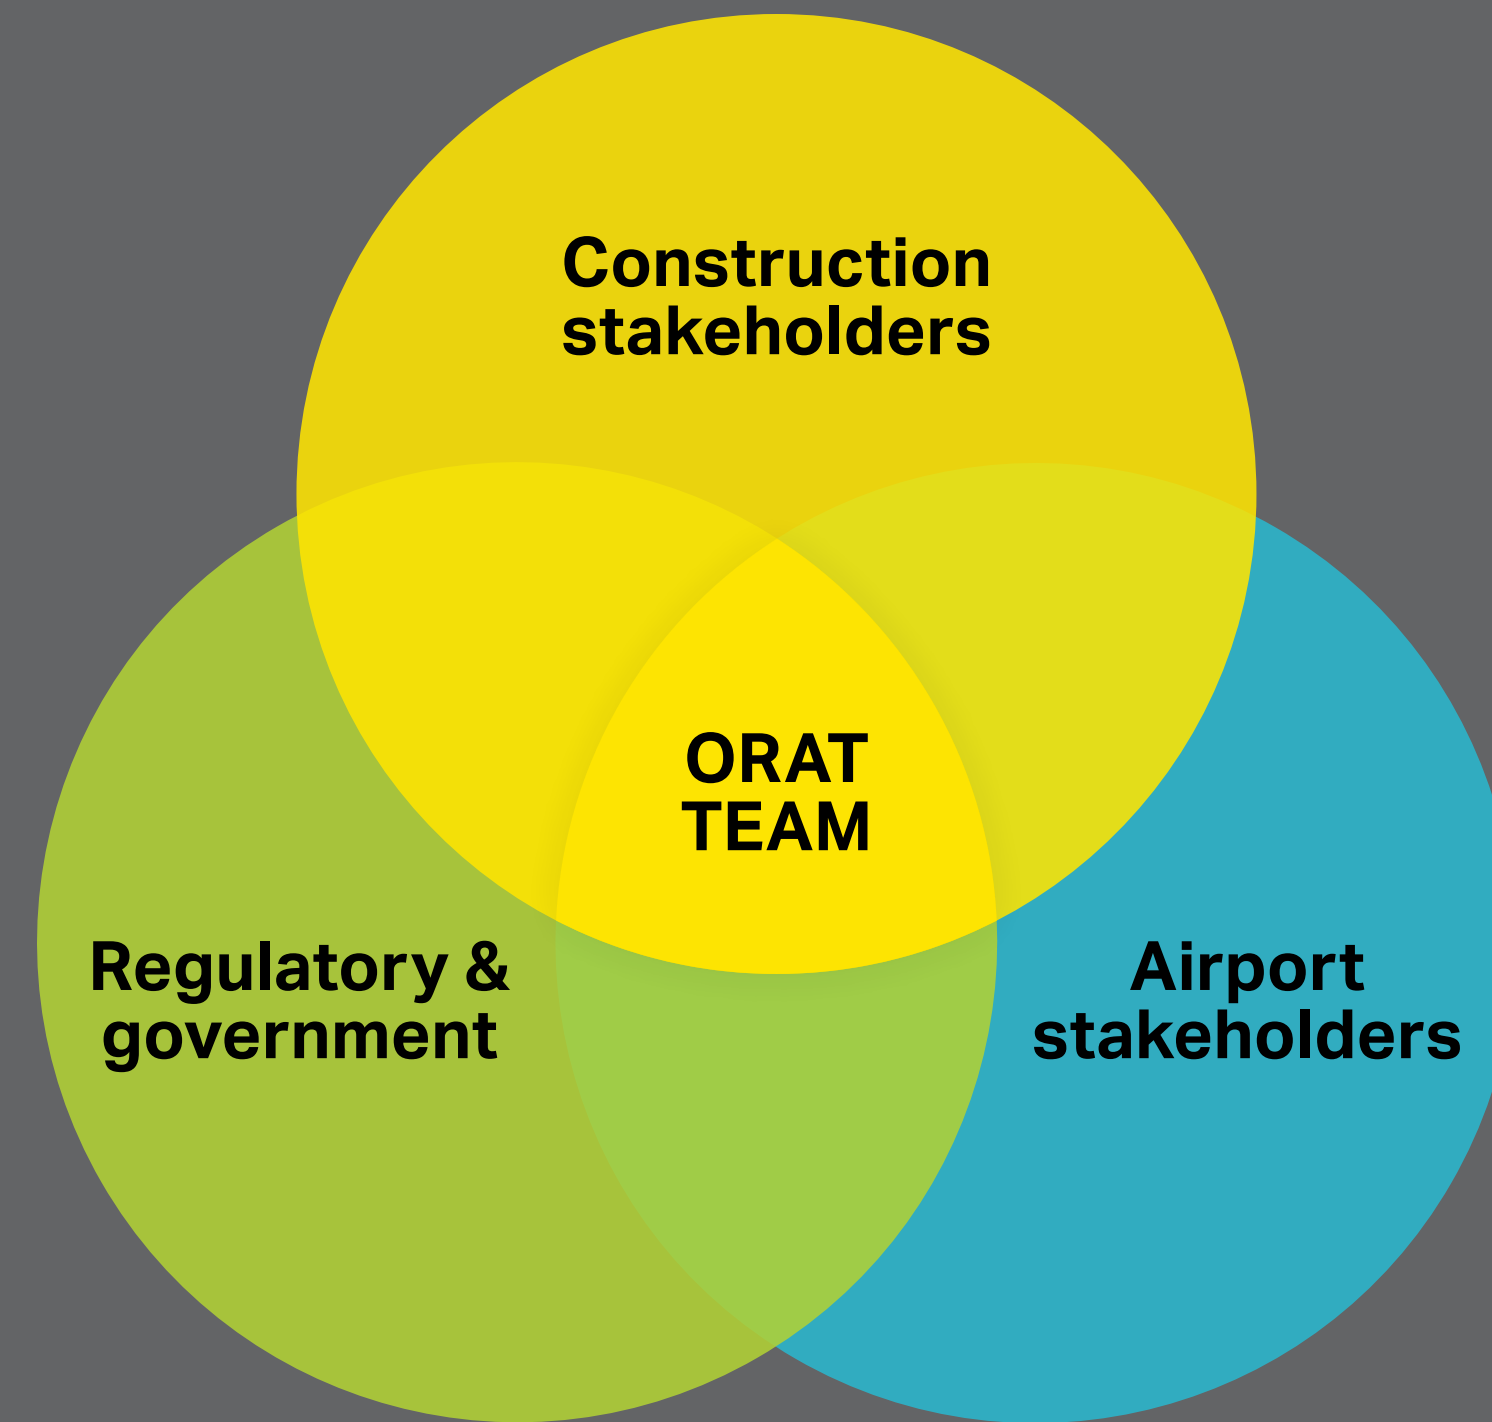 Construction
stakeholders
ORAT
TEAM
Regulatory &
government
Airport
stakeholders